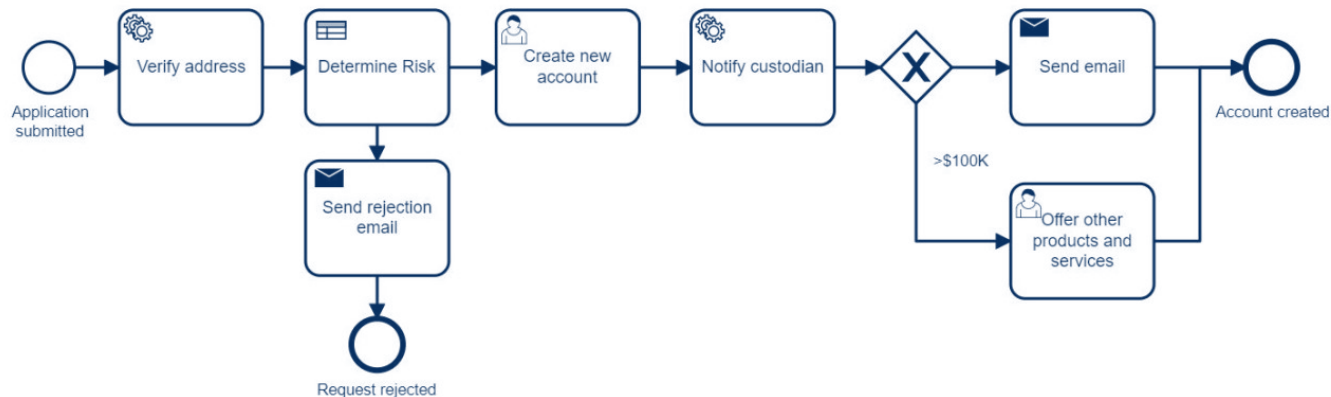 Application
submitted
Verify address
Determine Risk
Create new
account
Notify custodian
X
Send email
Account created
>$100K
Send rejection
email
Offer other
products and
services
Request rejected